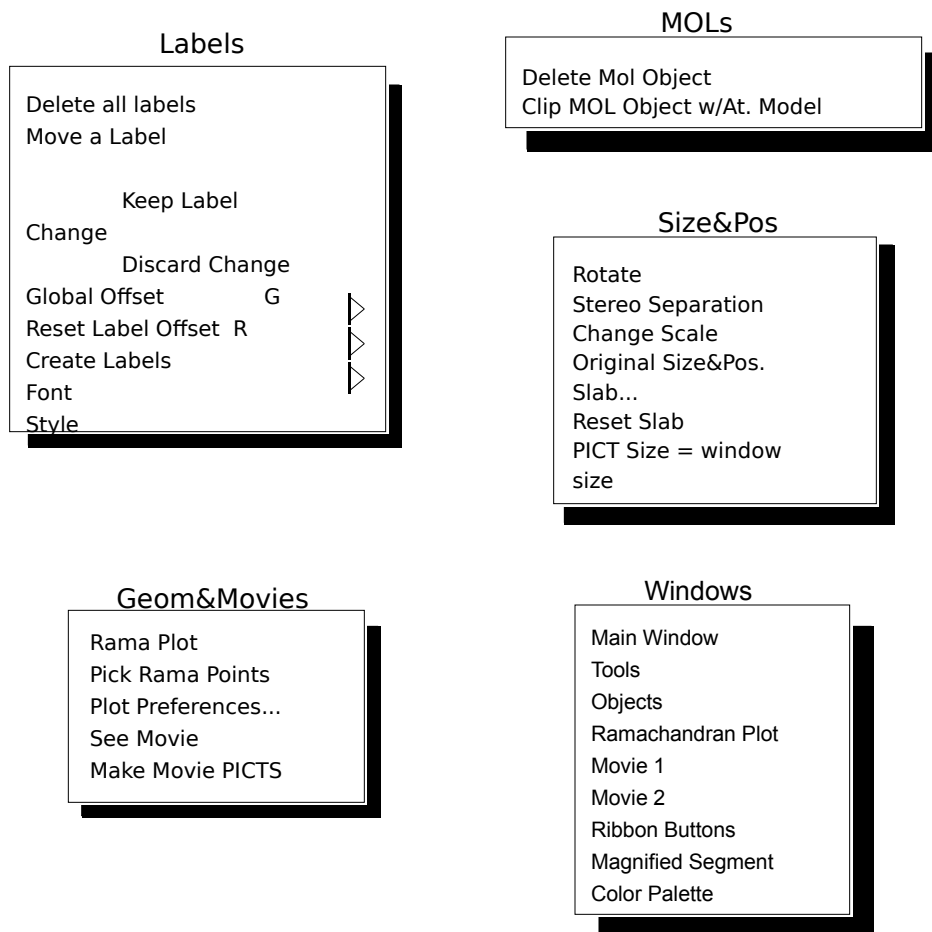 Labels
Delete all labels
Move a Label
Keep Label
Change
Discard Change
Global Offset G
Reset Label Offset R
Create Labels
Font
Style
MOLs
Delete Mol Object
Clip MOL Object w/At. Model
Size&Pos
Rotate
Stereo Separation
Change Scale
Original Size&Pos.
Slab...
Reset Slab
PICT Size = window
size
Geom&Movies
Rama Plot
Pick Rama Points
Plot Preferences...
See Movie
Make Movie PICTS
Windows
Main Window
Tools
Objects
Ramachandran Plot
Movie 1
Movie 2
Ribbon Buttons
Magnified Segment
Color Palette